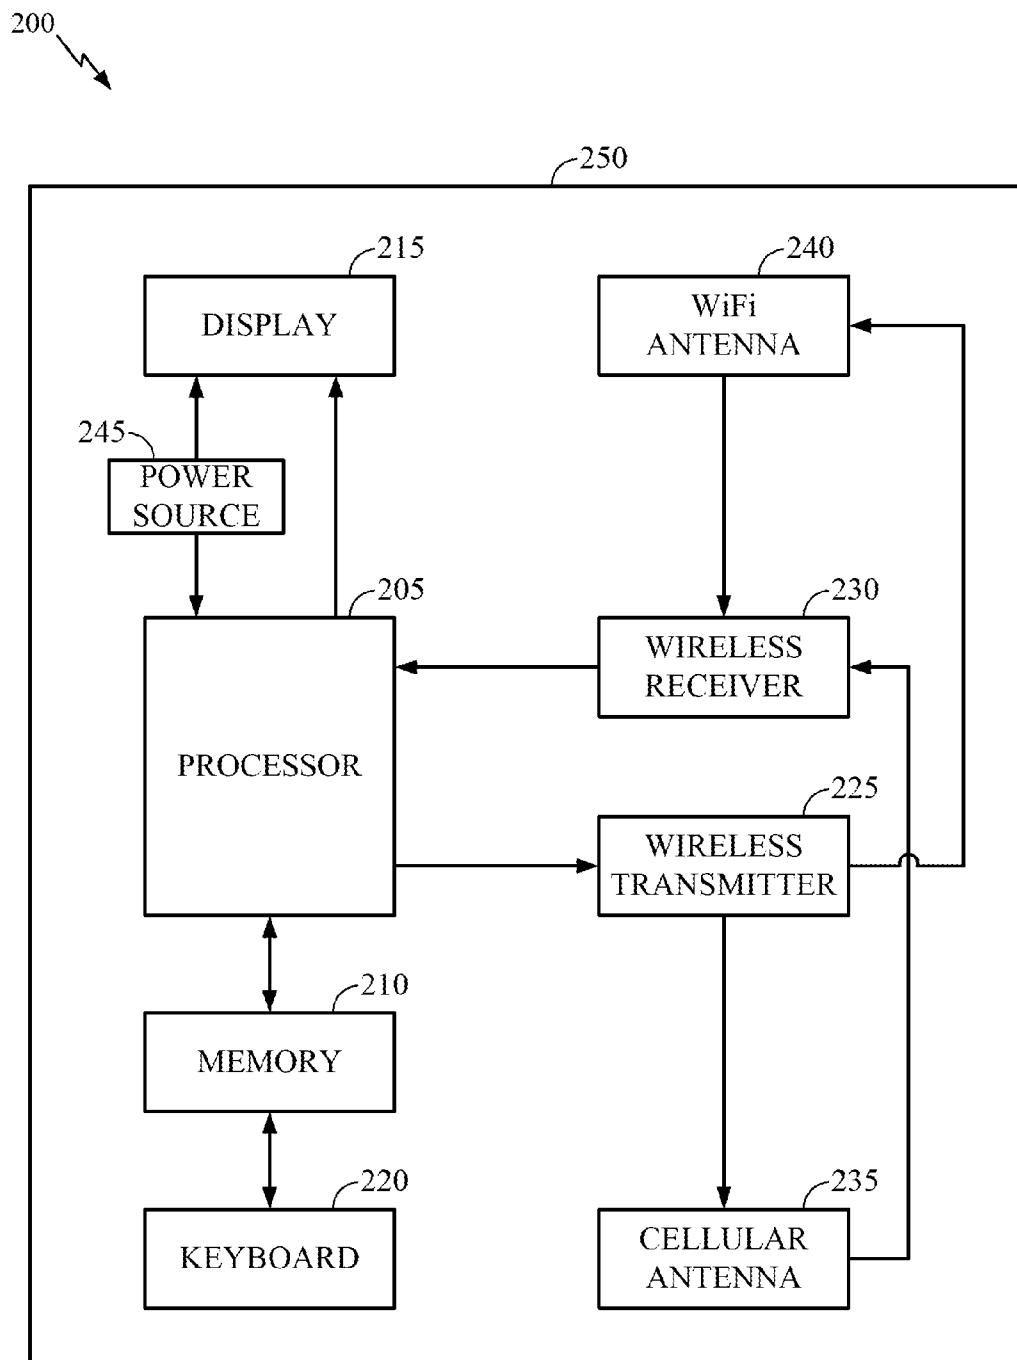 200
250
215
DISPLAY
240
WiFi
ANTENNA
245
POWER
SOURCE
205
PROCESSOR
230
WIRELESS
RECEIVER
225
WIRELESS
TRANSMITTER
210
MEMORY
220
KEYBOARD
235
CELLULAR
ANTENNA